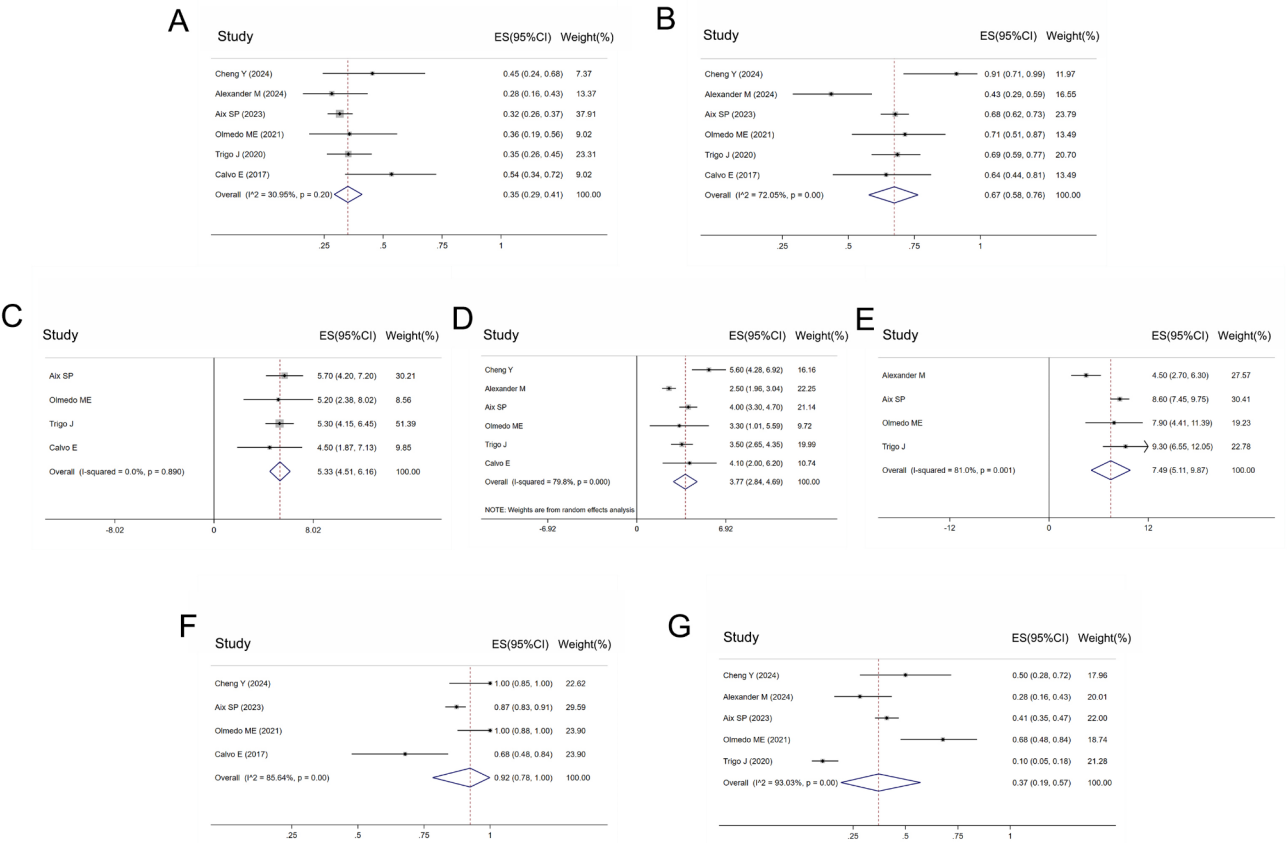 A
Study ES(95%CI) Weight(%)
Cheng Y (2024) 0.45 (0.24, 0.68) 7.37
Alexander M (2024) 0.28 (0.16, 0.43) 13.37
Aix SP (2023) 0.32 (0.26, 0.37) 37.91
Olmedo ME (2021) 0.36 (0.19, 0.56) 9.02
Trigo J (2020) 0.35 (0.26, 0.45) 23.31
Calvo E (2017) 0.54 (0.34, 0.72) 9.02
Overall (I^2 = 30.95%, p = 0.20) 0.35 (0.29, 0.41) 100.00
.25 .5 .75 1
B
Study ES(95%CI) Weight(%)
Cheng Y (2024) 0.91 (0.71, 0.99) 11.97
Alexander M (2024) 0.43 (0.29, 0.59) 16.55
Aix SP (2023) 0.68 (0.62, 0.73) 23.79
Olmedo ME (2021) 0.71 (0.51, 0.87) 13.49
Trigo J (2020) 0.69 (0.59, 0.77) 20.70
Calvo E (2017) 0.64 (0.44, 0.81) 13.49
Overall (I^2 = 72.05%, p = 0.00) 0.67 (0.58, 0.76) 100.00
.25 .5 .75 1
C
Study ES(95%CI) Weight(%)
Aix SP 5.70 (4.20, 7.20) 30.21
Olmedo ME 5.20 (2.38, 8.02) 8.56
Trigo J 5.30 (4.15, 6.45) 51.39
Calvo E 4.50 (1.87, 7.13) 9.85
Overall (I-squared = 0.0%, p = 0.890) 5.33 (4.51, 6.16) 100.00
-8.02 0 8.02
D
Study ES(95%CI) Weight(%)
Cheng Y 5.60 (4.28, 6.92) 16.16
Alexander M 2.50 (1.96, 3.04) 22.25
Aix SP 4.00 (3.30, 4.70) 21.14
Olmedo ME 3.30 (1.01, 5.59) 9.72
Trigo J 3.50 (2.65, 4.35) 19.99
Calvo E 4.10 (2.00, 6.20) 10.74
Overall (I-squared = 79.8%, p = 0.000) 3.77 (2.84, 4.69) 100.00
NOTE: Weights are from random effects analysis
-6.92 0 6.92
E
Study ES(95%CI) Weight(%)
Alexander M 4.50 (2.70, 6.30) 27.57
Aix SP 8.60 (7.45, 9.75) 30.41
Olmedo ME 7.90 (4.41, 11.39) 19.23
Trigo J 9.30 (6.55, 12.05) 22.78
Overall (I-squared = 81.0%, p = 0.001) 7.49 (5.11, 9.87) 100.00
-12 0 12
F
Study ES(95%CI) Weight(%)
Cheng Y (2024) 1.00 (0.85, 1.00) 22.62
Aix SP (2023) 0.87 (0.83, 0.91) 29.59
Olmedo ME (2021) 1.00 (0.88, 1.00) 23.90
Calvo E (2017) 0.68 (0.48, 0.84) 23.90
Overall (I^2 = 85.64%, p = 0.00) 0.92 (0.78, 1.00) 100.00
.25 .5 .75 1
G
Study ES(95%CI) Weight(%)
Cheng Y (2024) 0.50 (0.28, 0.72) 17.96
Alexander M (2024) 0.28 (0.16, 0.43) 20.01
Aix SP (2023) 0.41 (0.35, 0.47) 22.00
Olmedo ME (2021) 0.68 (0.48, 0.84) 18.74
Trigo J (2020) 0.10 (0.05, 0.18) 21.28
Overall (I^2 = 93.03%, p = 0.00) 0.37 (0.19, 0.57) 100.00
.25 .5 .75 1